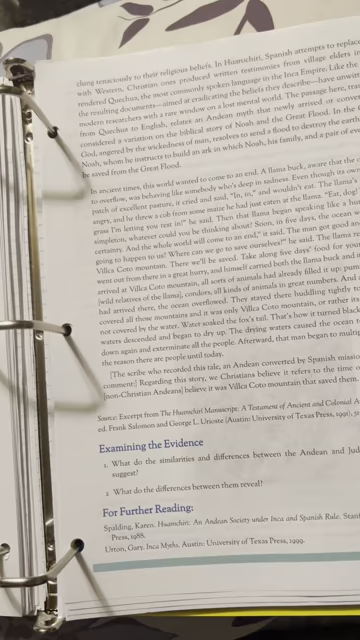 clung tenaciously to their religious beliefs. In Huarochirí, Spanish attempts to replace
with Western, Christian ones produced written testimonies from village elders in
rendered Quechua, the most commonly spoken language in the Inca Empire. Like the
the resulting documents—aimed at eradicating the beliefs they describe—have unwit
modern researchers with a rare window on a lost mental world. The passage here, tran
from Quechua to English, relates an Andean myth that newly arrived or conver
considered a variation on the biblical story of Noah and the Great Flood. In the
God, angered by the wickedness of man, resolves to send a flood to destroy the earth
Noah, whom he instructs to build an ark in which Noah, his family, and a pair of ev
be saved from the Great Flood.
In ancient times, this world wanted to come to an end. A llama buck, aware that the
to overflow, was behaving like somebody who's deep in sadness. Even though its own
patch of excellent pasture, it cried and said, "In, in," and wouldn't eat. The llama's
angry, and he threw a cob from some maize he had just eaten at the llama. "Eat, dog!
grass I'm letting you rest in!" he said. Then that llama began speaking like a hum
simpleton, whatever could you be thinking about? Soon, in five days, the ocean w
certainty. And the whole world will come to an end," it said. The man got good and
going to happen to us? Where can we go to save ourselves?" he said. The llama re
Villca Coto mountain. There we'll be saved. Take along five days' food for your
went out from there in a great hurry, and himself carried both the llama buck and it
arrived at Villca Coto mountain, all sorts of animals had already filled it up: pum
[wild relatives of the llama], condors, all kinds of animals in great numbers. And
had arrived there, the ocean overflowed. They stayed there huddling tightly to
covered all those mountains and it was only Villca Coto mountain, or rather its
not covered by the water. Water soaked the fox's tail. That's how it turned black
waters descended and began to dry up. The drying waters caused the ocean t
down again and exterminate all the people. Afterward, that man began to multip
the reason there are people until today.
[The scribe who recorded this tale, an Andean converted by Spanish missio
comment:] Regarding this story, we Christians believe it refers to the time o
[non-Christian Andeans] believe it was Villca Coto mountain that saved them.
Source: Excerpt from The Huarochirí Manuscript: A Testament of Ancient and Colonial A
ed. Frank Salomon and George L. Urioste (Austin: University of Texas Press, 1991), 51
Examining the Evidence
1. What do the similarities and differences between the Andean and Jud
suggest?
2 What do the differences between them reveal?
For Further Reading:
Spalding, Karen. Huarochirí: An Andean Society under Inca and Spanish Rule. Stanf
Press, 1988.
Urton, Gary. Inca Myths. Austin: University of Texas Press, 1999.